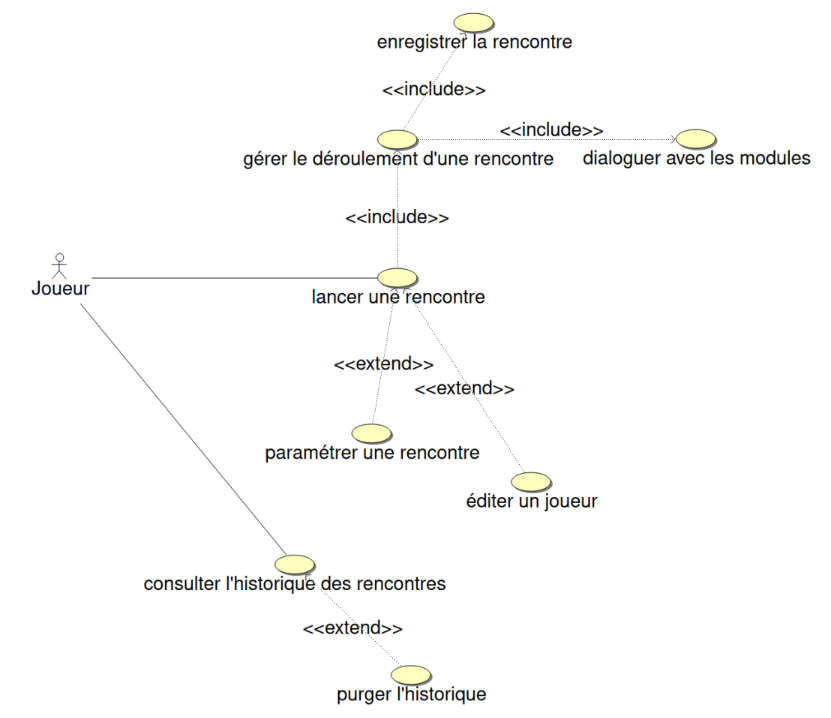 enregistrer la rencontre
<<include>>
<<include>>
gérer le déroulement d'une rencontre
dialoguer avec les modules
<<include>>
Joueur
lancer une rencontre
<<extend>>
<<extend>>
paramétrer une rencontre
éditer un joueur
consulter l'historique des rencontres
<<extend>>
purger l'historique